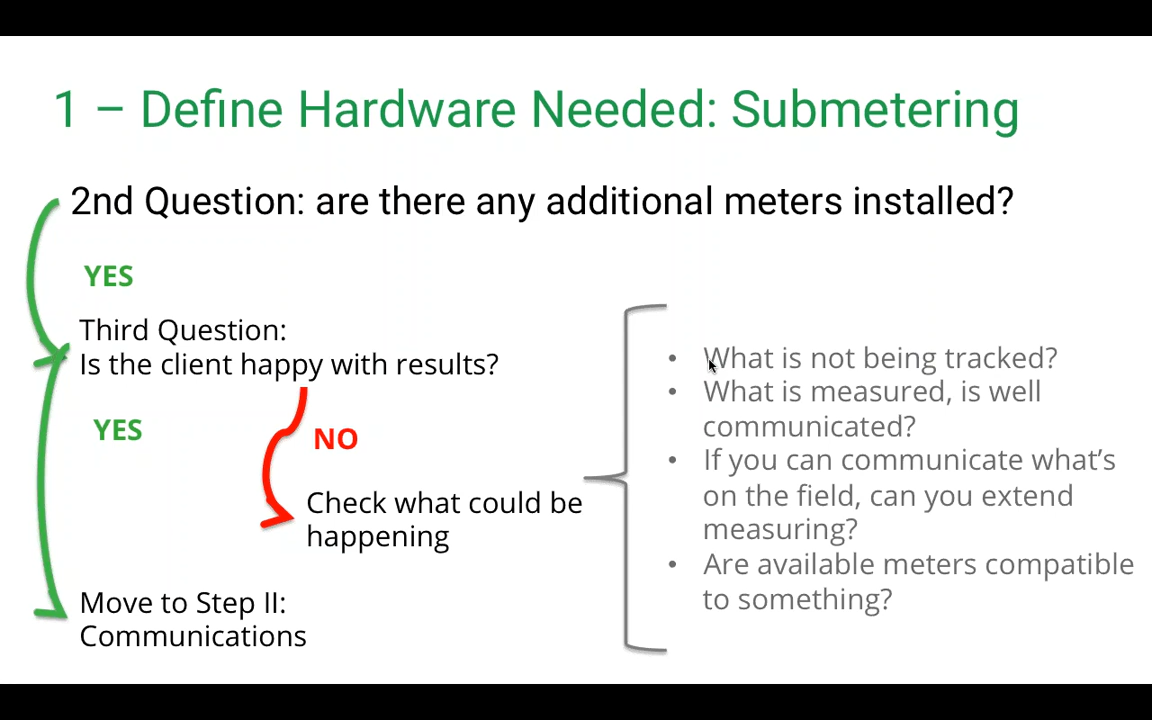 1 – Define Hardware Needed: Submetering
2nd Question: are there any additional meters installed?
YES
Third Question:
Is the client happy with results?
YES
NO
Check what could be
happening
Move to Step II:
Communications
• What is not being tracked?
• What is measured, is well
communicated?
• If you can communicate what’s
on the field, can you extend
measuring?
• Are available meters compatible
to something?